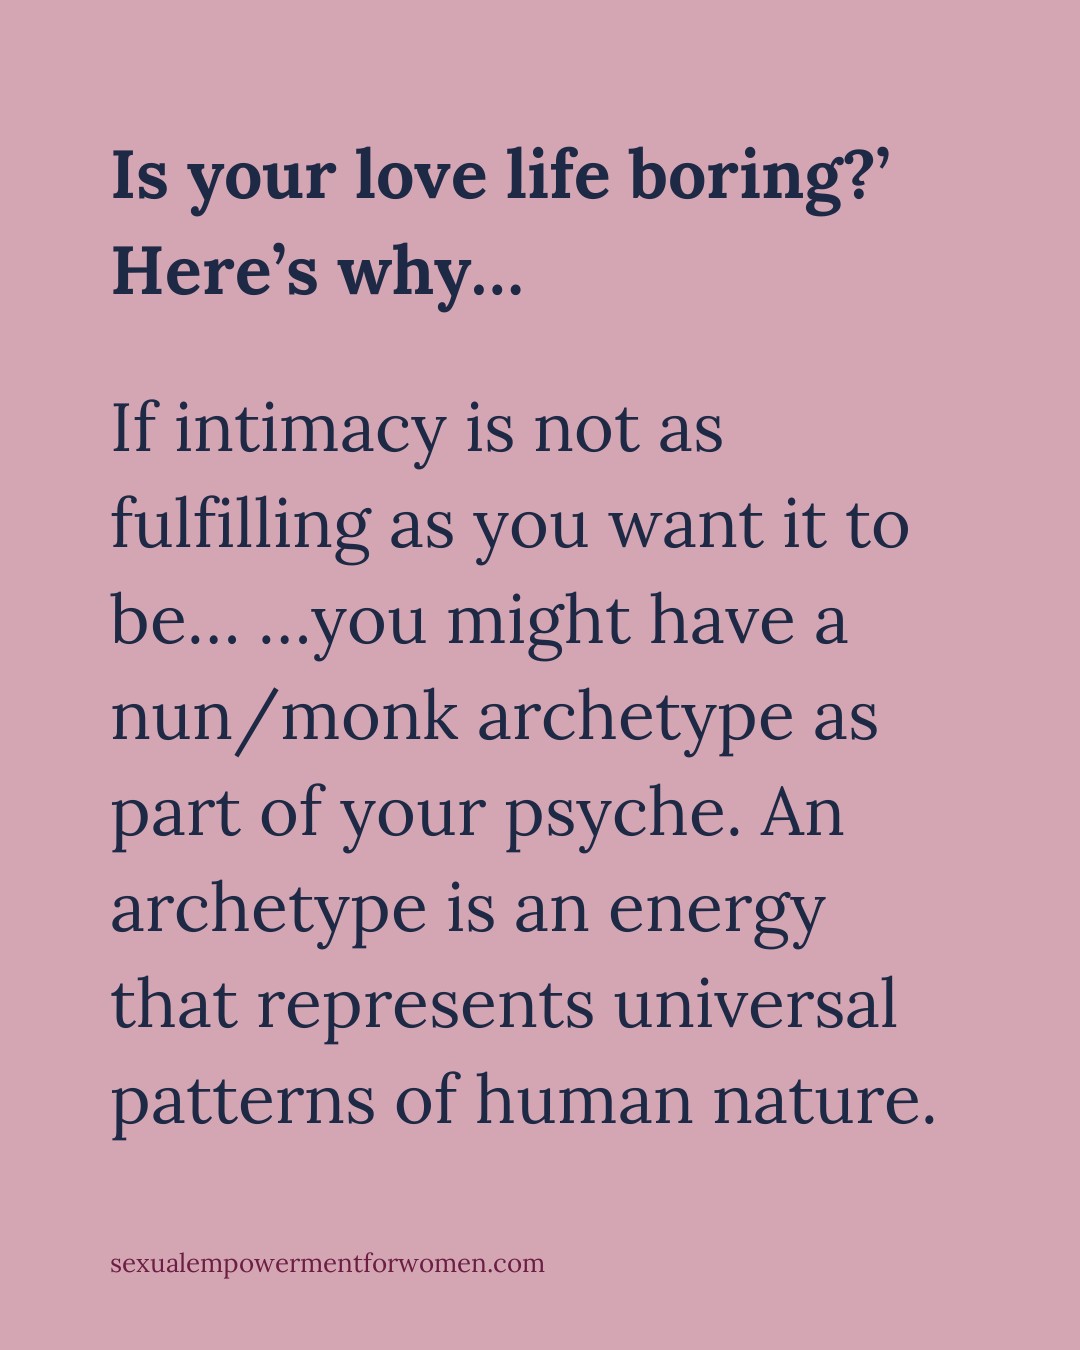 Is your love life boring?’
Here’s why...
If intimacy is not as
fulfilling as you want it to
be... ...you might have a
nun/monk archetype as
part of your psyche. An
archetype is an energy
that represents universal
patterns of human nature.
sexualempowermentforwomen.com